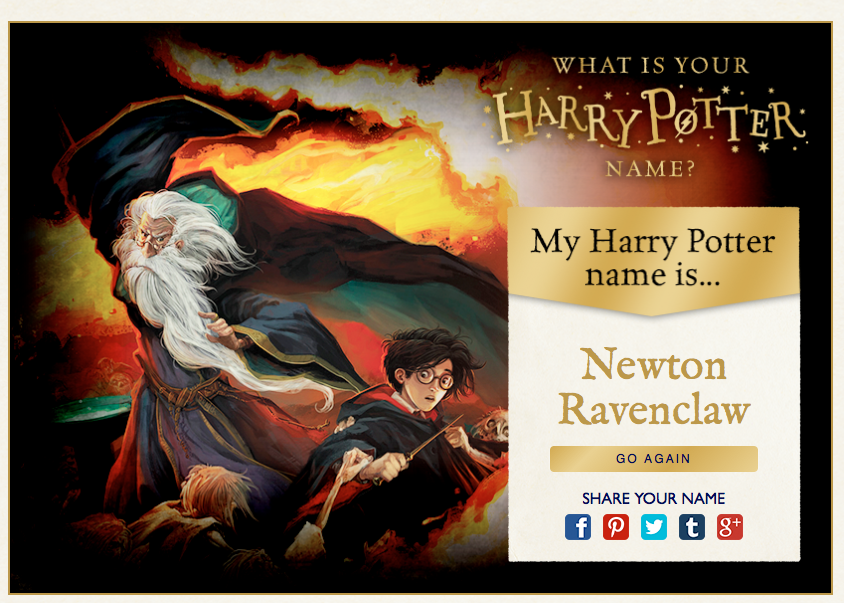 WHAT IS YOUR
HARRY POTTER
NAME?
My Harry Potter
name is...
Newton
Ravenclaw
GO AGAIN
SHARE YOUR NAME
f
t
g+